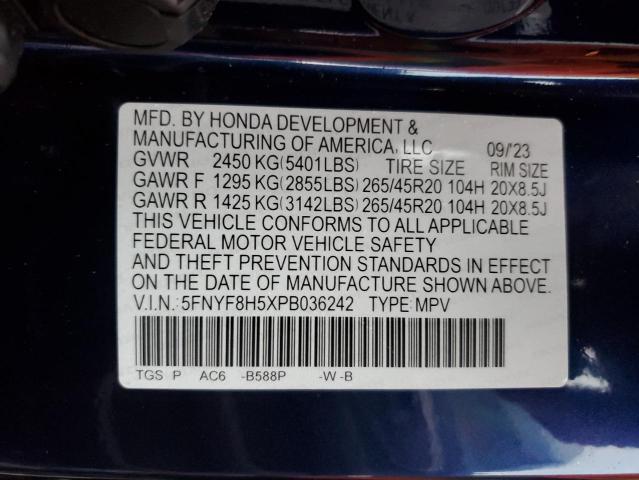 MFD. BY HONDA DEVELOPMENT &
MANUFACTURING OF AMERICA, LLC 09/'23
GVWR 2450 KG(5401LBS) TIRE SIZE RIM SIZE
GAWR F 1295 KG(2855LBS) 265/45R20 104H 20X8.5J
GAWR R 1425 KG(3142LBS) 265/45R20 104H 20X8.5J
THIS VEHICLE CONFORMS TO ALL APPLICABLE
FEDERAL MOTOR VEHICLE SAFETY
AND THEFT PREVENTION STANDARDS IN EFFECT
ON THE DATE OF MANUFACTURE SHOWN ABOVE.
V.I.N.: 5FNYF8H5XPB036242 TYPE: MPV
TGS P AC6 -B588P -W -B